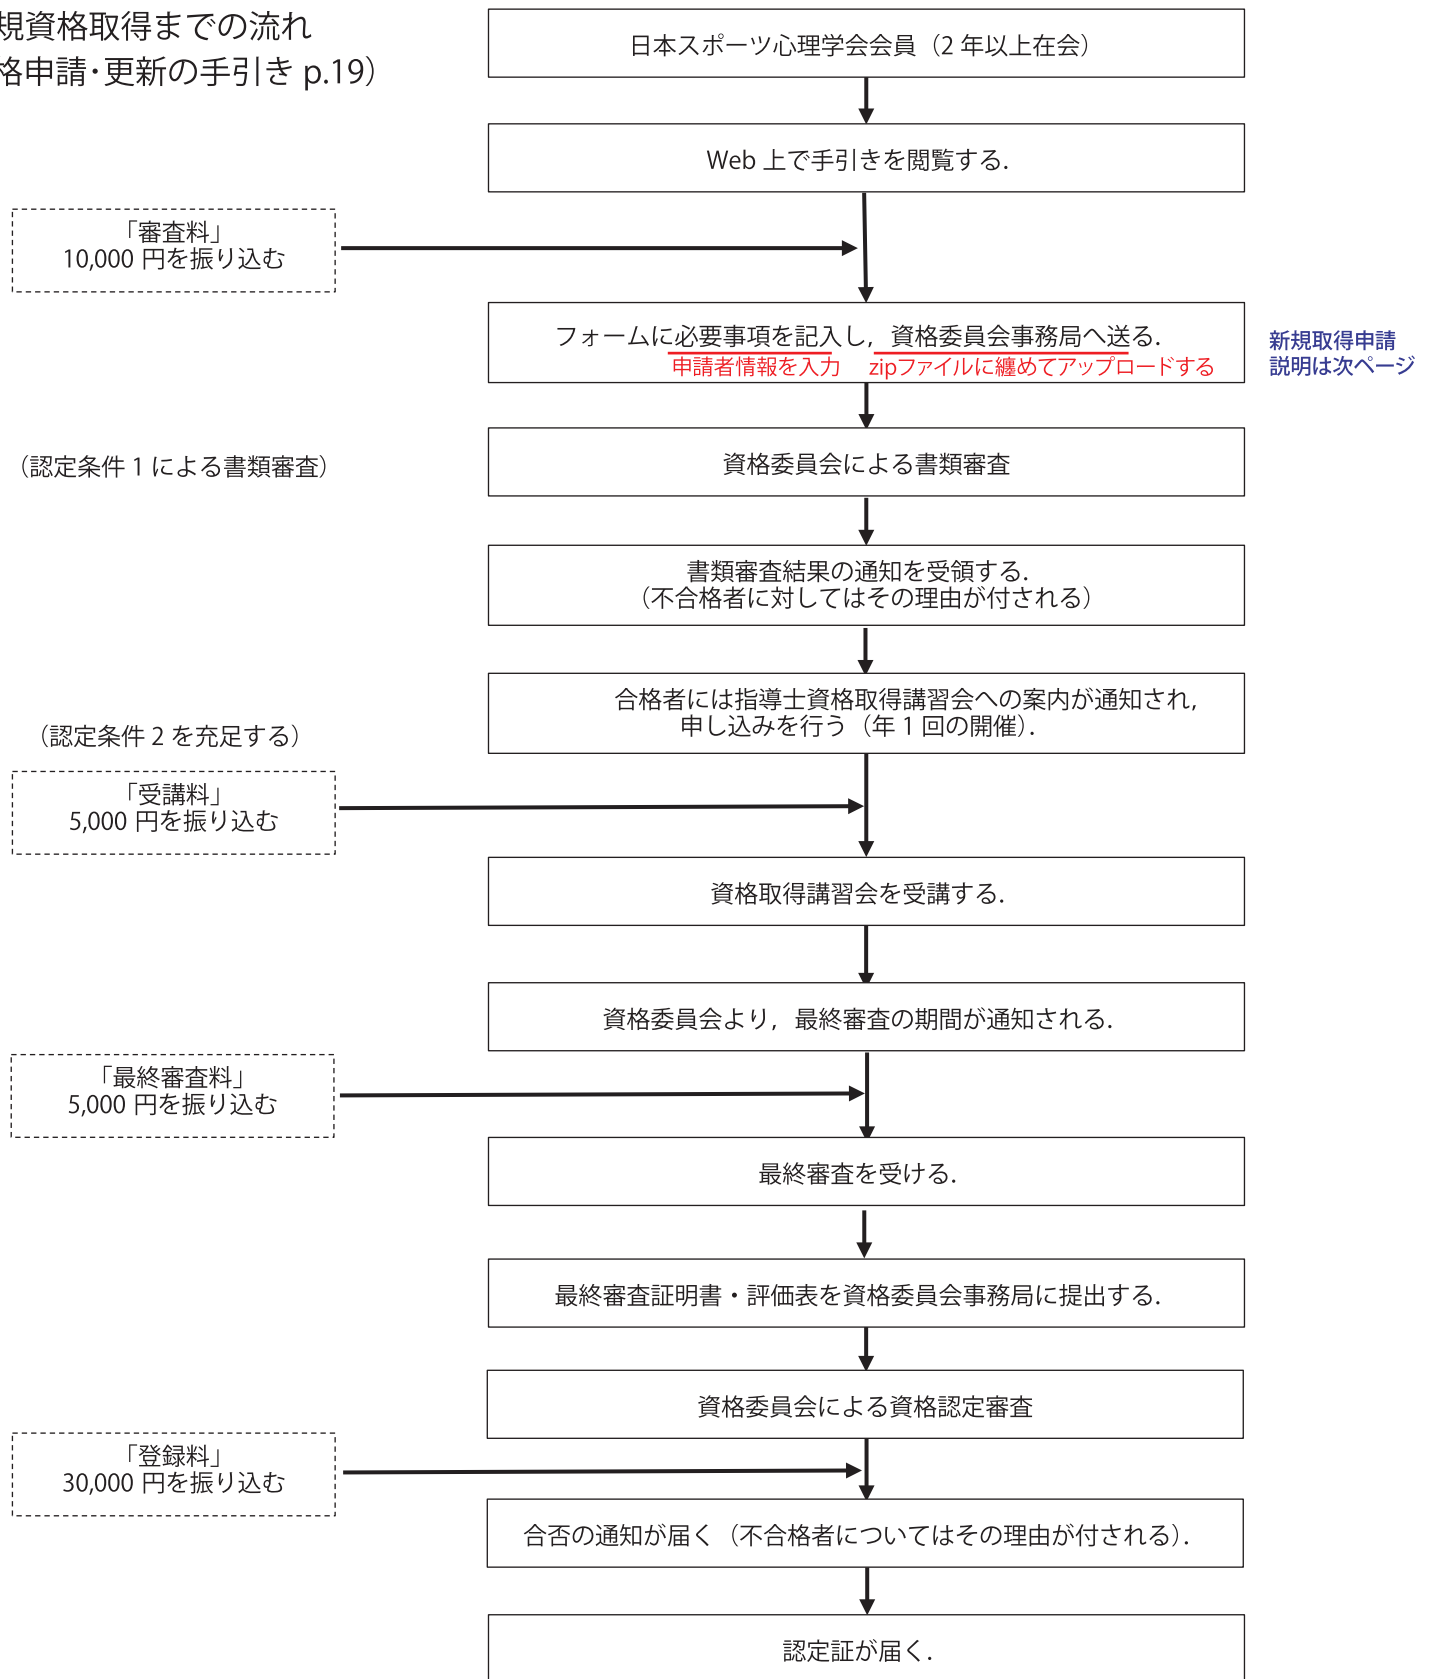 規資格取得までの流れ
格申請・更新の手引き p.19）
日本スポーツ心理学会会員（2 年以上在会）
Web 上で手引きを閲覧する．
「審査料」
10,000 円を振り込む
フォームに必要事項を記入し，資格委員会事務局へ送る．
申請者情報を入力 zipファイルに纏めてアップロードする
新規取得申請
説明は次ページ
（認定条件 1 による書類審査）
資格委員会による書類審査
書類審査結果の通知を受領する．
（不合格者に対してはその理由が付される）
合格者には指導士資格取得講習会への案内が通知され，
申し込みを行う（年 1 回の開催）．
（認定条件 2 を充足する）
「受講料」
5,000 円を振り込む
資格取得講習会を受講する．
資格委員会より，最終審査の期間が通知される．
「最終審査料」
5,000 円を振り込む
最終審査を受ける．
最終審査証明書・評価表を資格委員会事務局に提出する．
資格委員会による資格認定審査
「登録料」
30,000 円を振り込む
合否の通知が届く（不合格者についてはその理由が付される）．
認定証が届く．